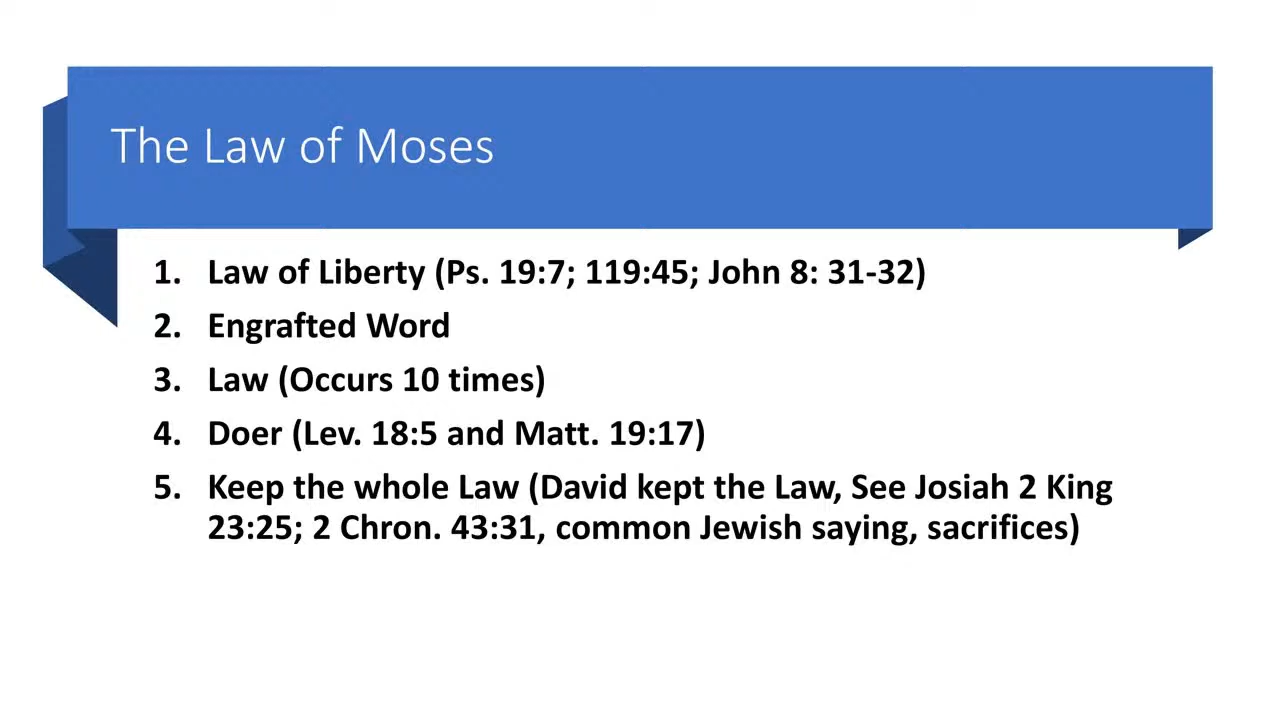 The Law of Moses
1. Law of Liberty (Ps. 19:7; 119:45; John 8: 31-32)
2. Engrafted Word
3. Law (Occurs 10 times)
4. Doer (Lev. 18:5 and Matt. 19:17)
5. Keep the whole Law (David kept the Law, See Josiah 2 King
23:25; 2 Chron. 43:31, common Jewish saying, sacrifices)